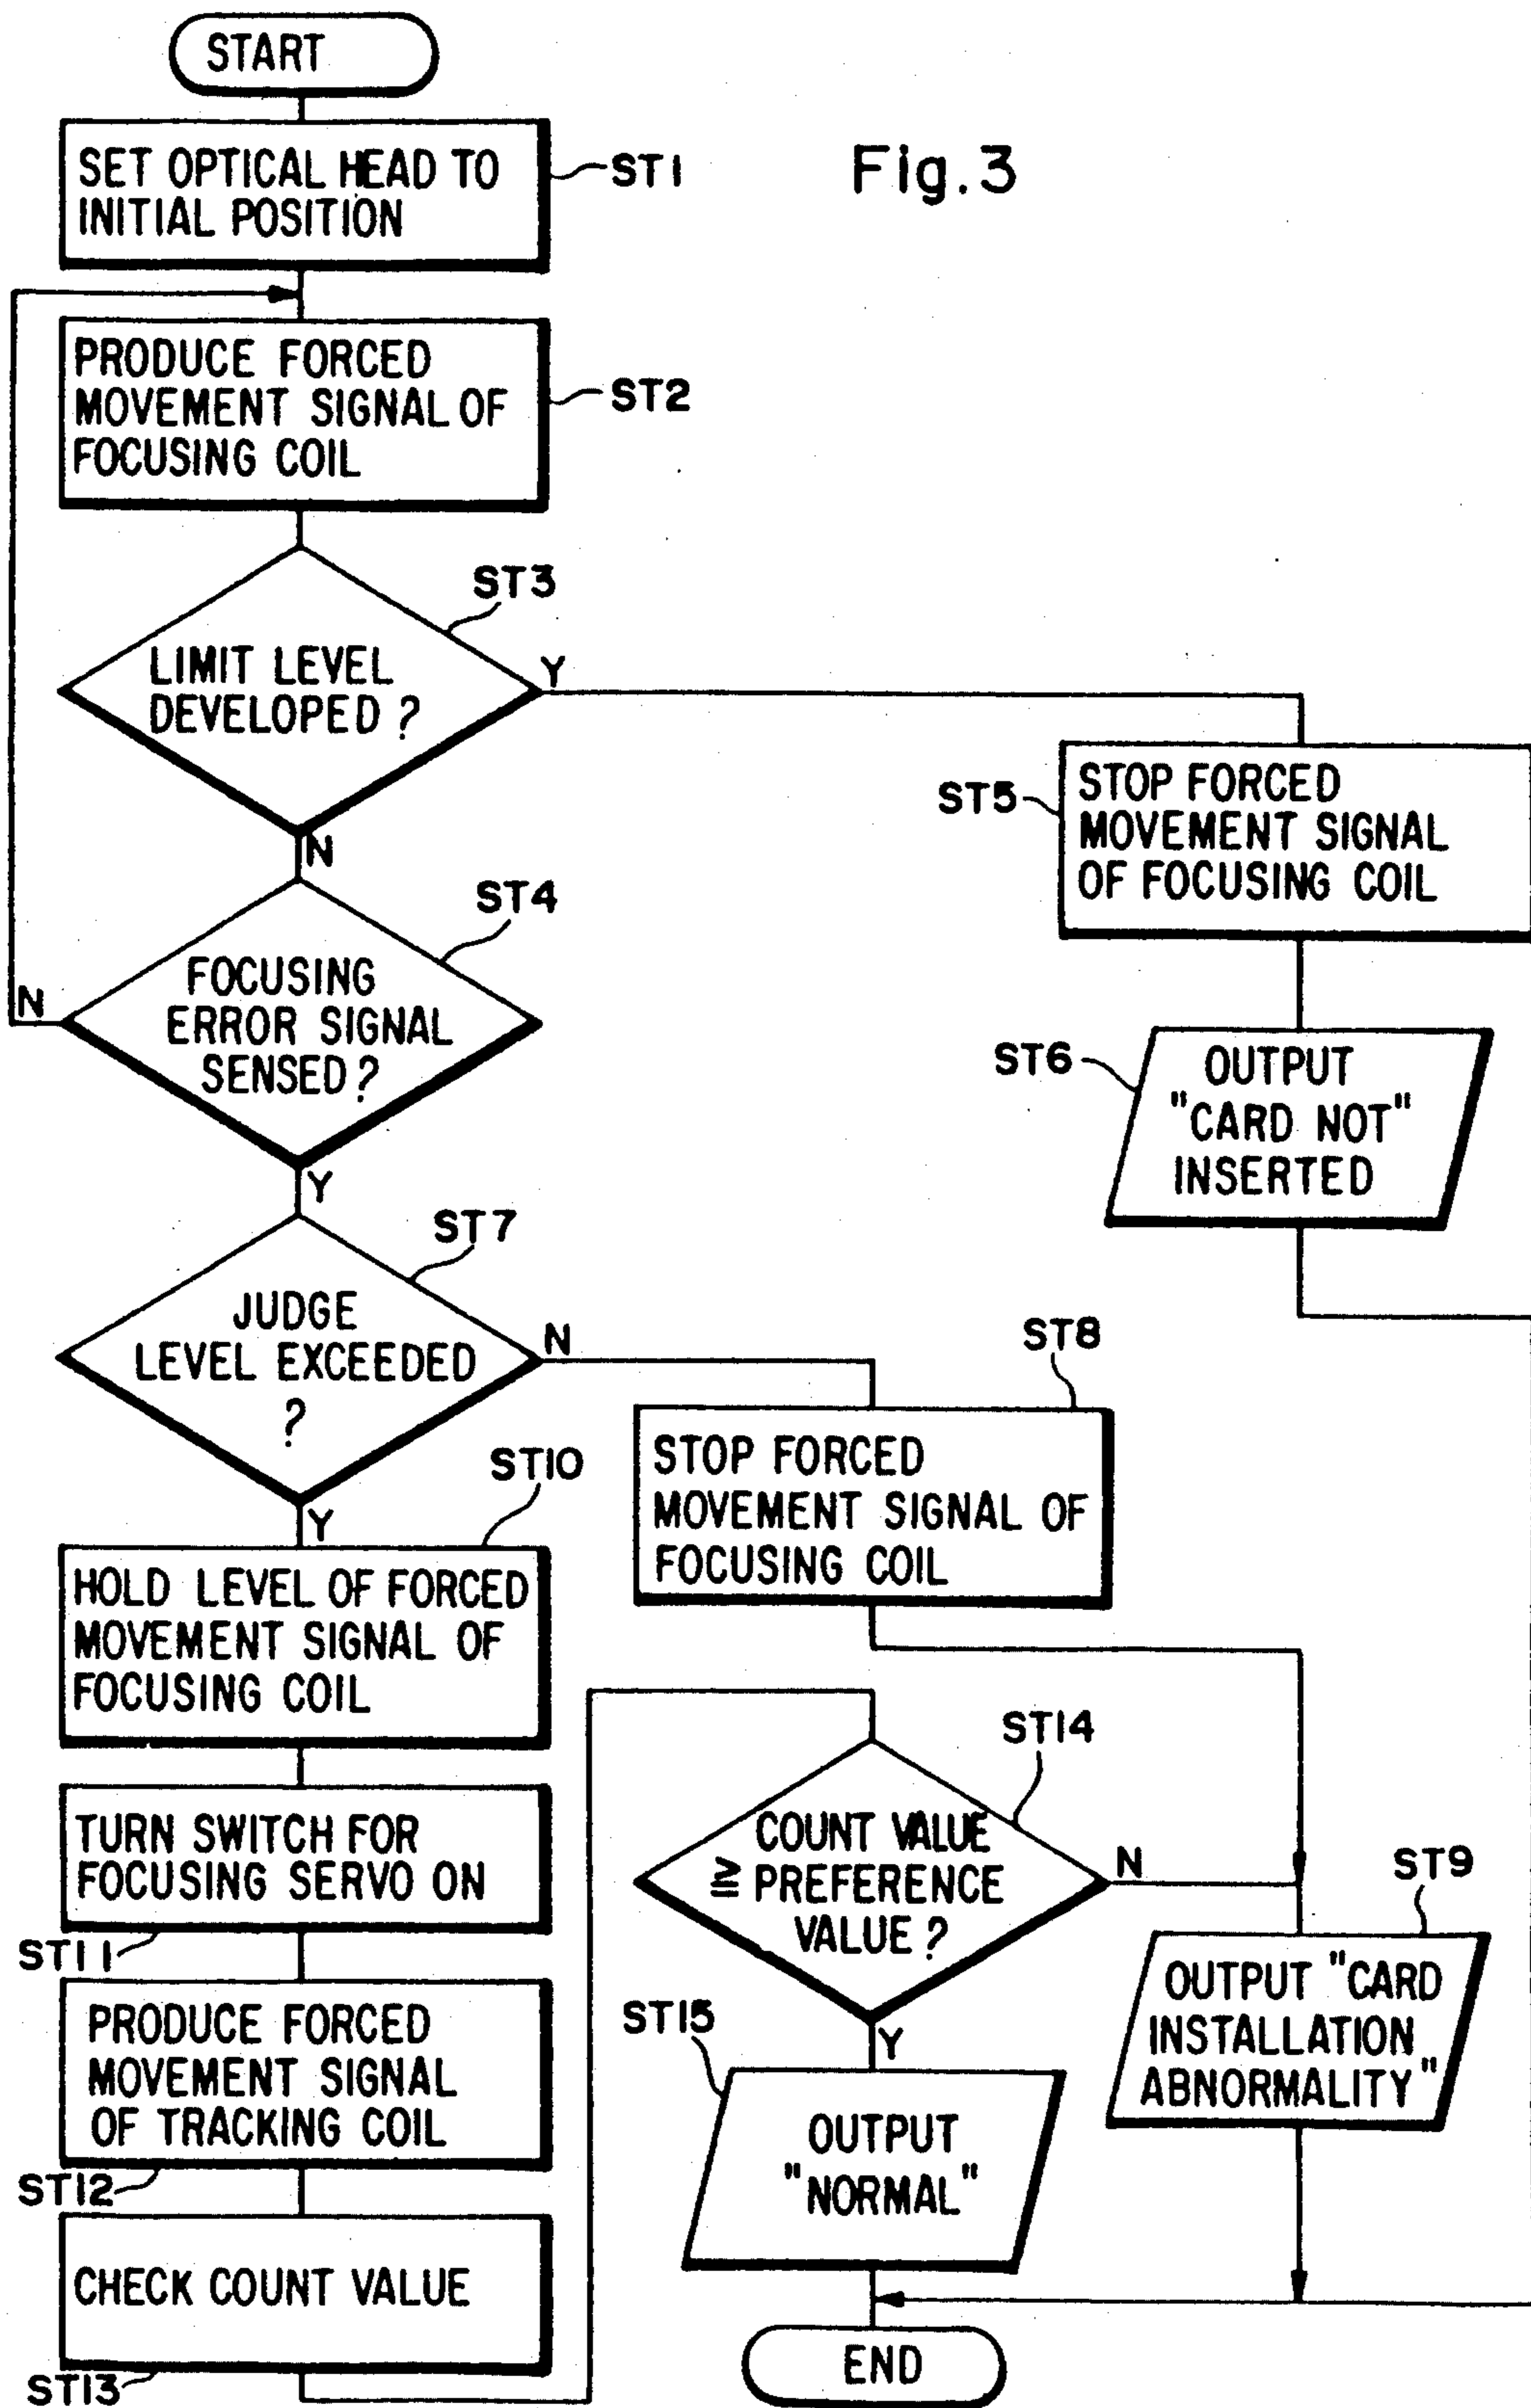 START
Fig. 3
SET OPTICAL HEAD TO
INITIAL POSITION
ST1
PRODUCE FORCED
MOVEMENT SIGNAL OF
FOCUSING COIL
ST2
ST3
LIMIT LEVEL
DEVELOPED ?
Y
N
ST5
STOP FORCED
MOVEMENT SIGNAL
OF FOCUSING COIL
ST4
FOCUSING
ERROR SIGNAL
SENSED ?
N
Y
ST6
OUTPUT
"CARD NOT"
INSERTED
ST7
JUDGE
LEVEL EXCEEDED
?
N
Y
ST8
STOP FORCED
MOVEMENT SIGNAL OF
FOCUSING COIL
ST10
HOLD LEVEL OF FORCED
MOVEMENT SIGNAL OF
FOCUSING COIL
TURN SWITCH FOR
FOCUSING SERVO ON
ST11
PRODUCE FORCED
MOVEMENT SIGNAL
OF TRACKING COIL
ST12
CHECK COUNT VALUE
ST13
ST14
COUNT VALUE
≧ PREFERENCE
VALUE ?
N
Y
ST9
OUTPUT "CARD
INSTALLATION
ABNORMALITY"
ST15
OUTPUT
"NORMAL"
END